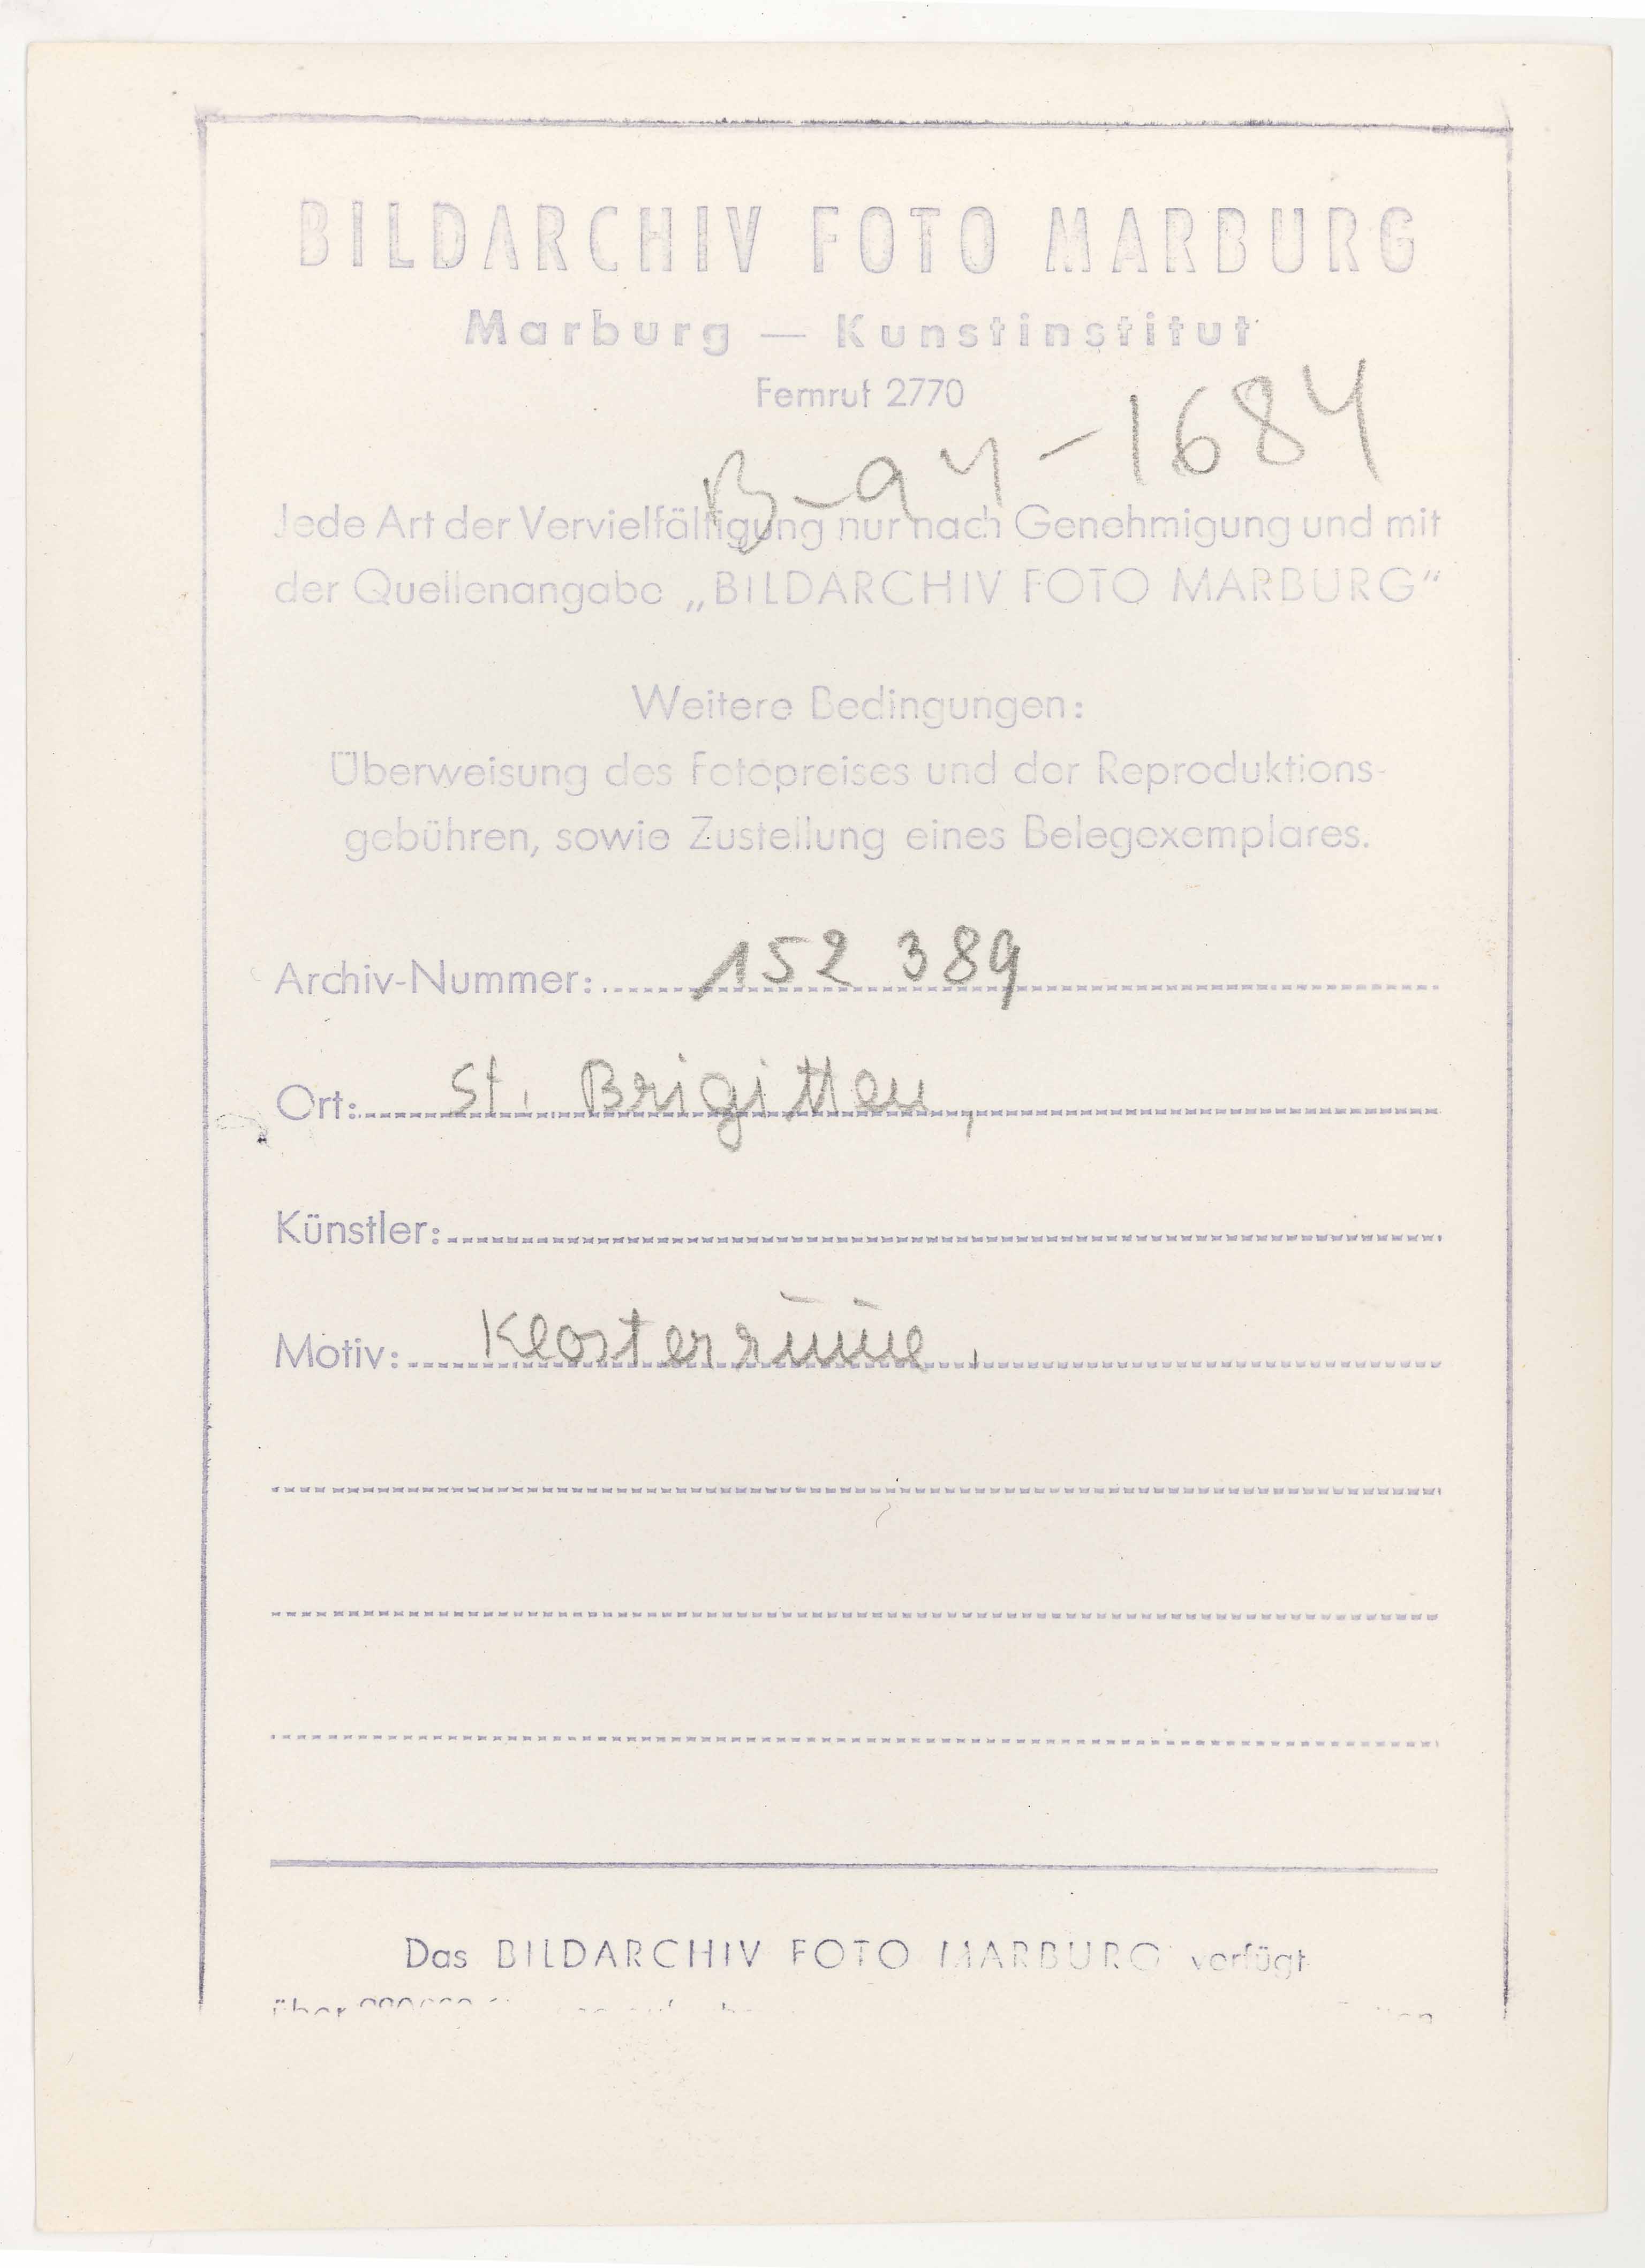 BILDARCHIV FOTO MARBURG
Marburg — Kunstinstitut
Fernruf 2770
B-94-1684
Jede Art der Vervielfältigung nur nach Genehmigung und mit
der Quellenangabe „BILDARCHIV FOTO MARBURG“
Weitere Bedingungen:
Überweisung des Fotopreises und der Reproduktions-
gebühren, sowie Zustellung eines Belegexemplares.
Archiv-Nummer: 152 389
Ort: St. Brigitten,
Künstler:
Motiv: Klosterruine.
Das BILDARCHIV FOTO MARBURG verfügt
über